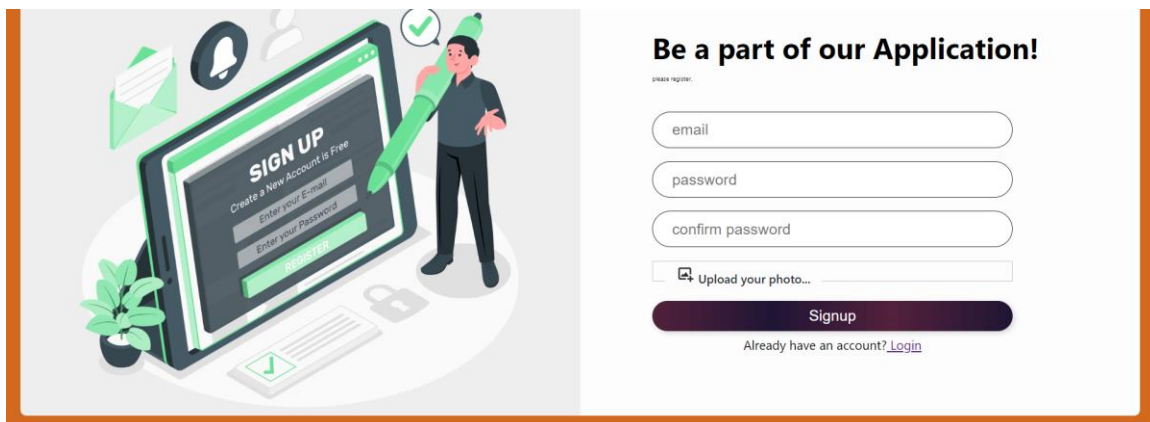 SIGN UP
Create a New Account is Free
Enter your E-mail
Enter your Password
REGISTER
Be a part of our Application!
please register.
email
password
confirm password
Upload your photo...
Signup
Already have an account? Login